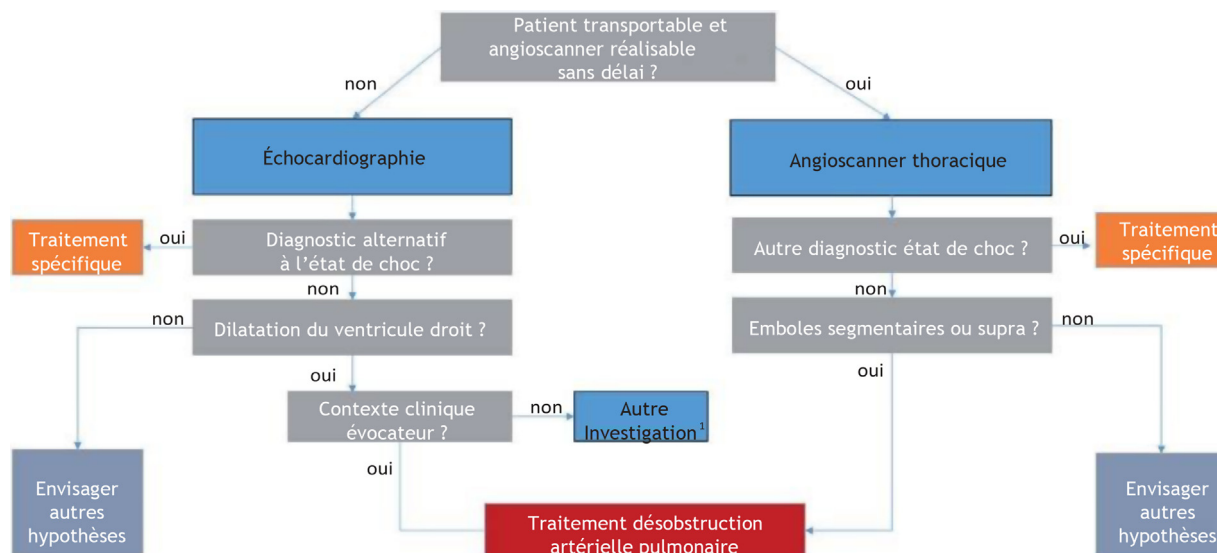 Patient transportable et
angioscanner réalisable
sans délai ?
non
oui
Échocardiographie
Angioscanner thoracique
Traitement
spécifique
oui
Diagnostic alternatif
à l'état de choc ?
Autre diagnostic état de choc ?
oui
Traitement
spécifique
non
non
non
Dilatation du ventricule droit ?
Emboles segmentaires ou supra ?
non
oui
oui
Contexte clinique
évocateur ?
non
Autre
Investigation¹
oui
Envisager
autres
hypothèses
Traitement désobstruction
artérielle pulmonaire
Envisager
autres
hypothèses